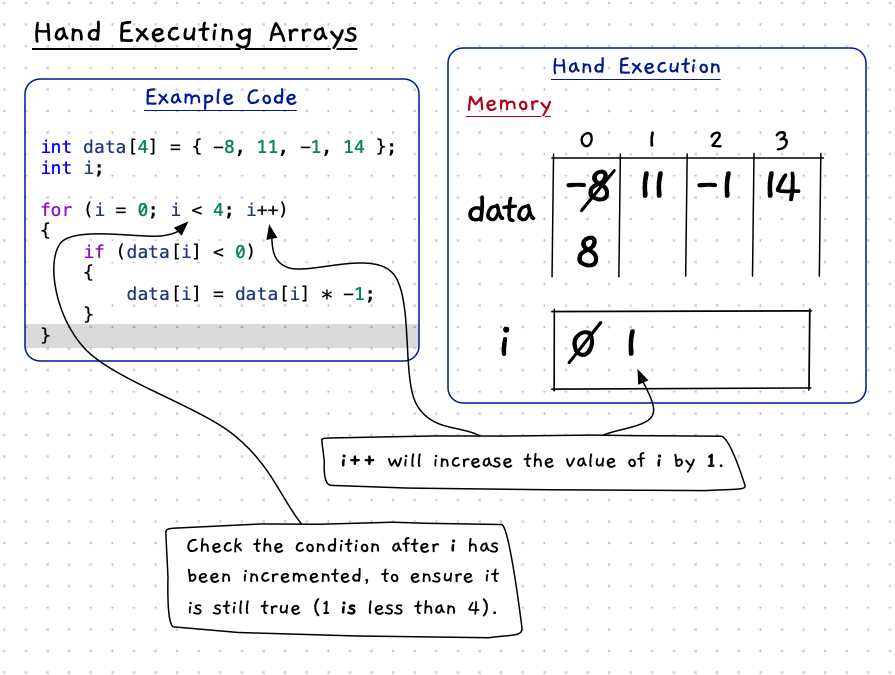 Hand Executing Arrays
Example Code
int data[4] = { -8, 11, -1, 14 };
int i;
for (i = 0; i < 4; i++)
{
if (data[i] < 0)
{
data[i] = data[i] * -1;
}
}
Hand Execution
Memory
0 1 2 3
data -8 11 -1 14
8
i 0 1
i++ will increase the value of i by 1.
Check the condition after i has
been incremented, to ensure it
is still true (1 is less than 4).